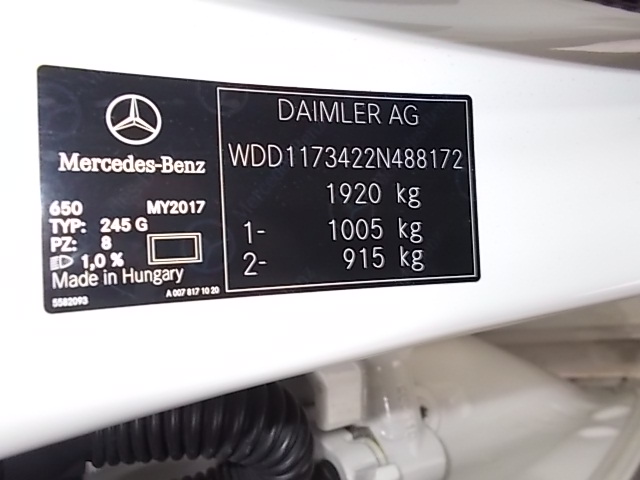 Mercedes-Benz
650 MY2017
TYP: 245 G
PZ: 8
1,0 %
Made in Hungary
5582093 A 007 817 10 20
DAIMLER AG
WDD1173422N488172
1920 kg
1- 1005 kg
2- 915 kg